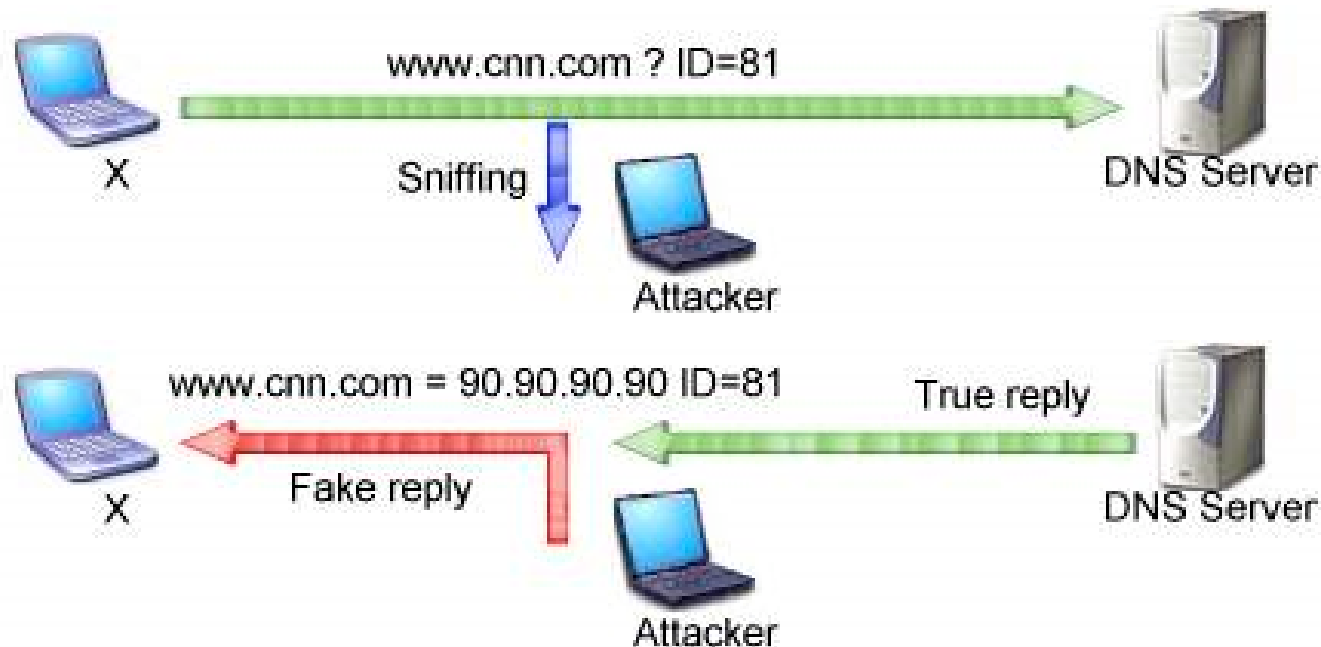 www.cnn.com ? ID=81
X
Sniffing
DNS Server
Attacker
www.cnn.com = 90.90.90.90 ID=81
True reply
Fake reply
X
DNS Server
Attacker